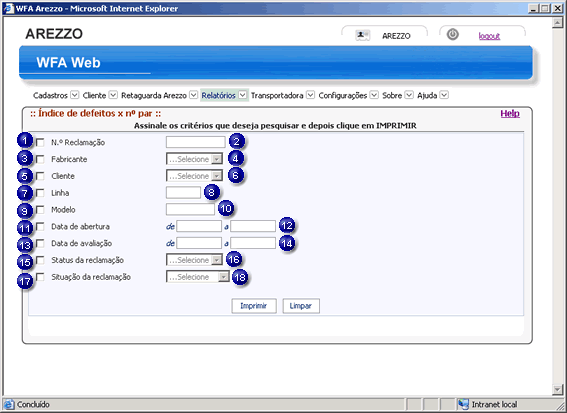 WFA Arezzo - Microsoft Internet Explorer
AREZZO
AREZZO
logout
WFA Web
Cadastros Cliente Retaguarda Arezzo Relatórios Transportadora Configurações Sobre Ajuda
:: Índice de defeitos x nº par :: Help
Assinale os critérios que deseja pesquisar e depois clique em IMPRIMIR
1 N.º Reclamação 2
3 Fabricante ...Selecione 4
5 Cliente ...Selecione 6
7 Linha 8
9 Modelo 10
11 Data de abertura de a 12
13 Data de avaliação de a 14
15 Status da reclamação ...Selecione 16
17 Situação da reclamação ...Selecione 18
Imprimir Limpar
Concluído Intranet local